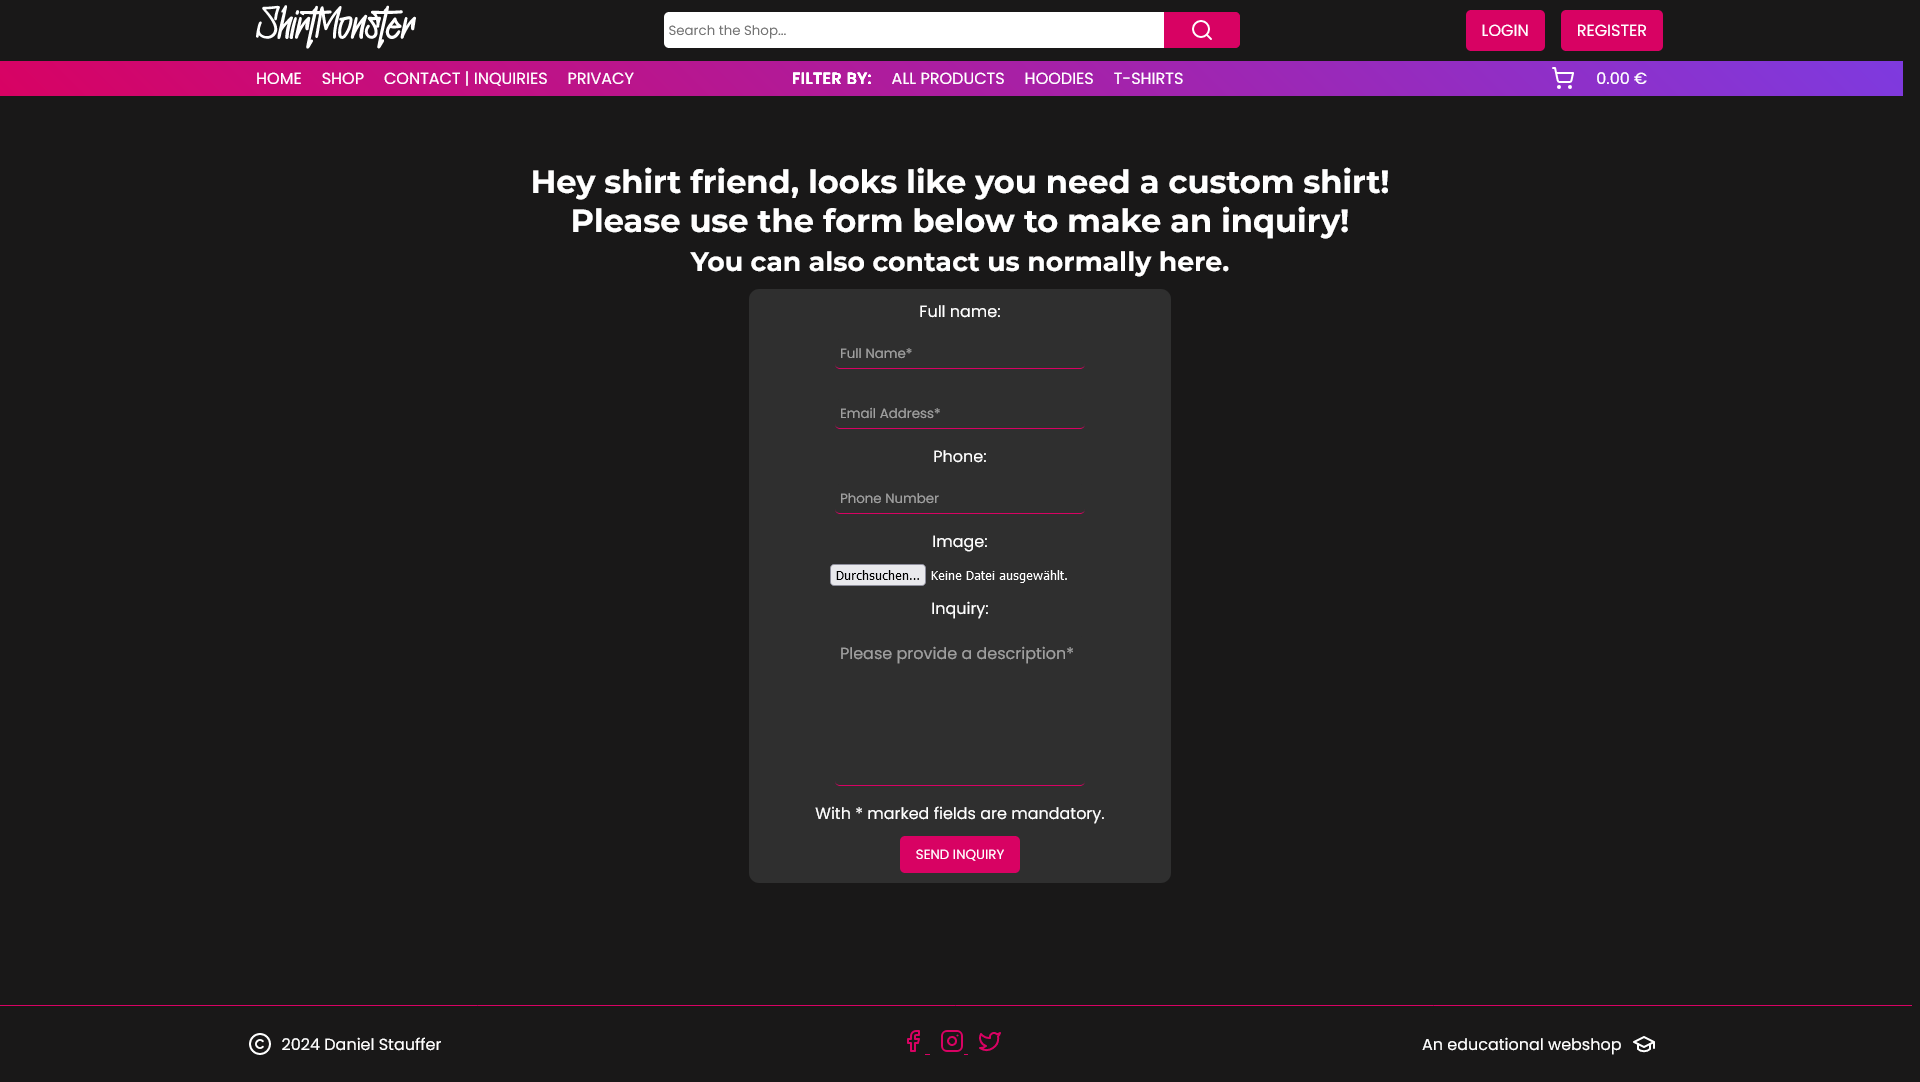 ShirtMonster
Search the Shop...
LOGIN
REGISTER
HOME
SHOP
CONTACT | INQUIRIES
PRIVACY
FILTER BY:
ALL PRODUCTS
HOODIES
T-SHIRTS
0.00 €
Hey shirt friend, looks like you need a custom shirt!
Please use the form below to make an inquiry!
You can also contact us normally here.
Full name:
Full Name*
Email Address*
Phone:
Phone Number
Image:
Durchsuchen... Keine Datei ausgewählt.
Inquiry:
Please provide a description*
With * marked fields are mandatory.
SEND INQUIRY
© 2024 Daniel Stauffer
An educational webshop